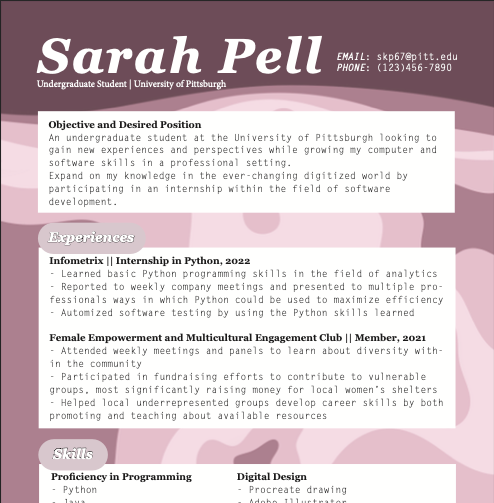 Sarah Pell
EMAIL: skp67@pitt.edu
PHONE: (123)456-7890
Undergraduate Student | University of Pittsburgh
Objective and Desired Position
An undergraduate student at the University of Pittsburgh looking to
gain new experiences and perspectives while growing my computer and
software skills in a professional setting.
Expand on my knowledge in the ever-changing digitized world by
participating in an internship within the field of software
development.
Experiences
Infometrix || Internship in Python, 2022
- Learned basic Python programming skills in the field of analytics
- Reported to weekly company meetings and presented to multiple pro-
fessionals ways in which Python could be used to maximize efficiency
- Automized software testing by using the Python skills learned
Female Empowerment and Multicultural Engagement Club || Member, 2021
- Attended weekly meetings and panels to learn about diversity with-
in the community
- Participated in fundraising efforts to contribute to vulnerable
groups, most significantly raising money for local women's shelters
- Helped local underrepresented groups develop career skills by both
promoting and teaching about available resources
Skills
Proficiency in Programming
- Python
- Java
Digital Design
- Procreate drawing
- Adobe Illustrator